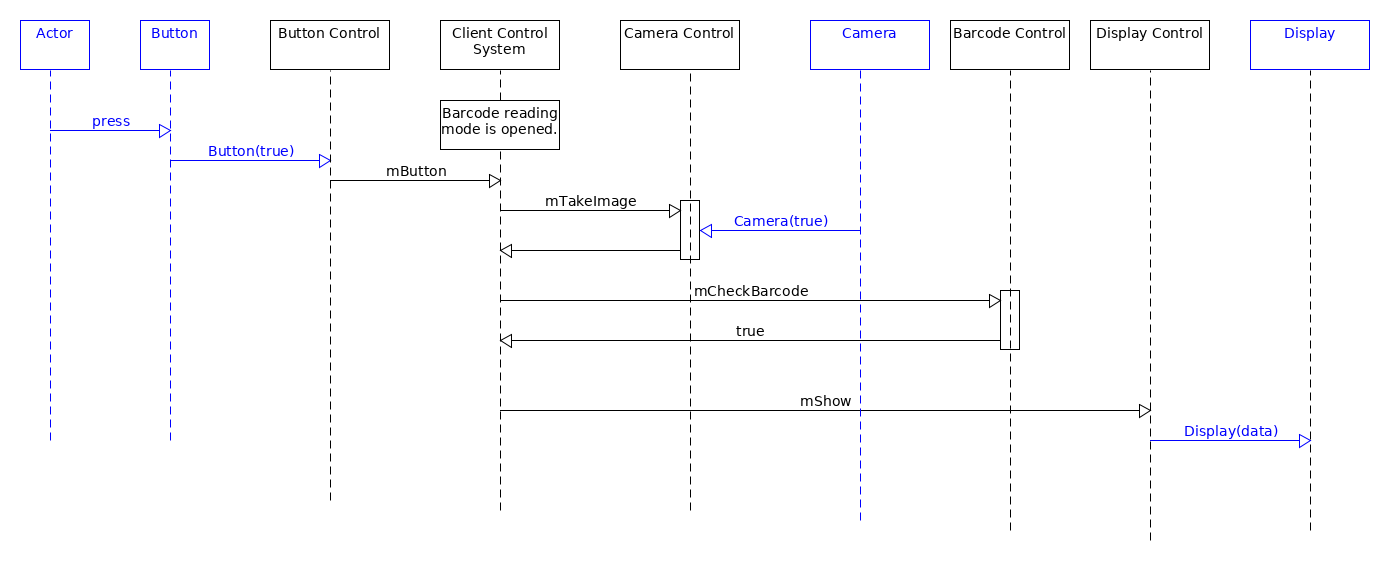 Actor
Button
Button Control
Client Control
System
Camera Control
Camera
Barcode Control
Display Control
Display
Barcode reading
mode is opened.
press
Button(true)
mButton
mTakeImage
Camera(true)
mCheckBarcode
true
mShow
Display(data)